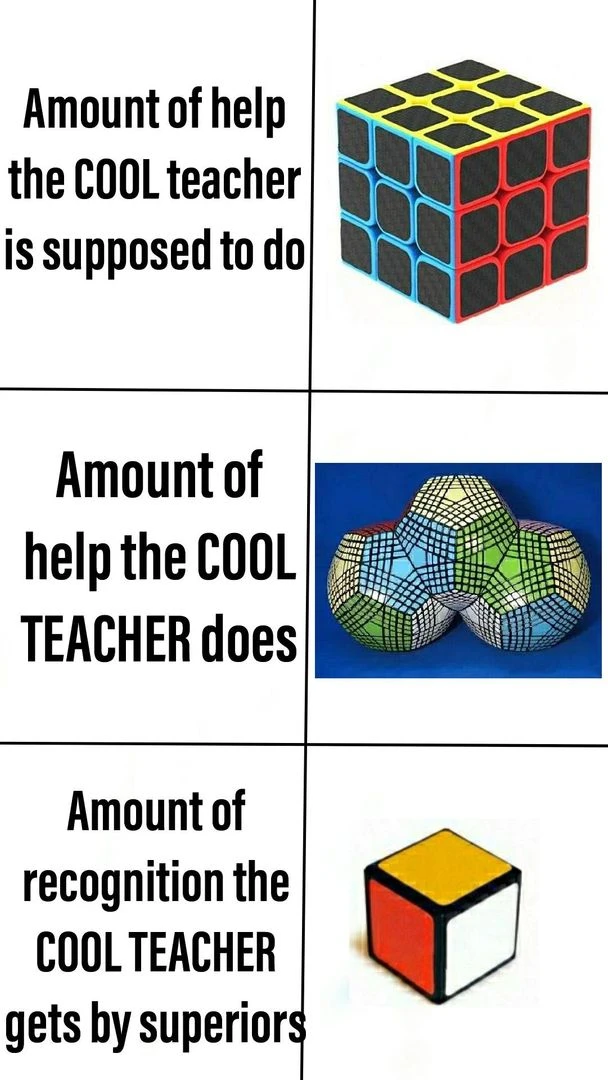 Amount of help
the COOL teacher
is supposed to do
Amount of
help the COOL
TEACHER does
Amount of
recognition the
COOL TEACHER
gets by superiors